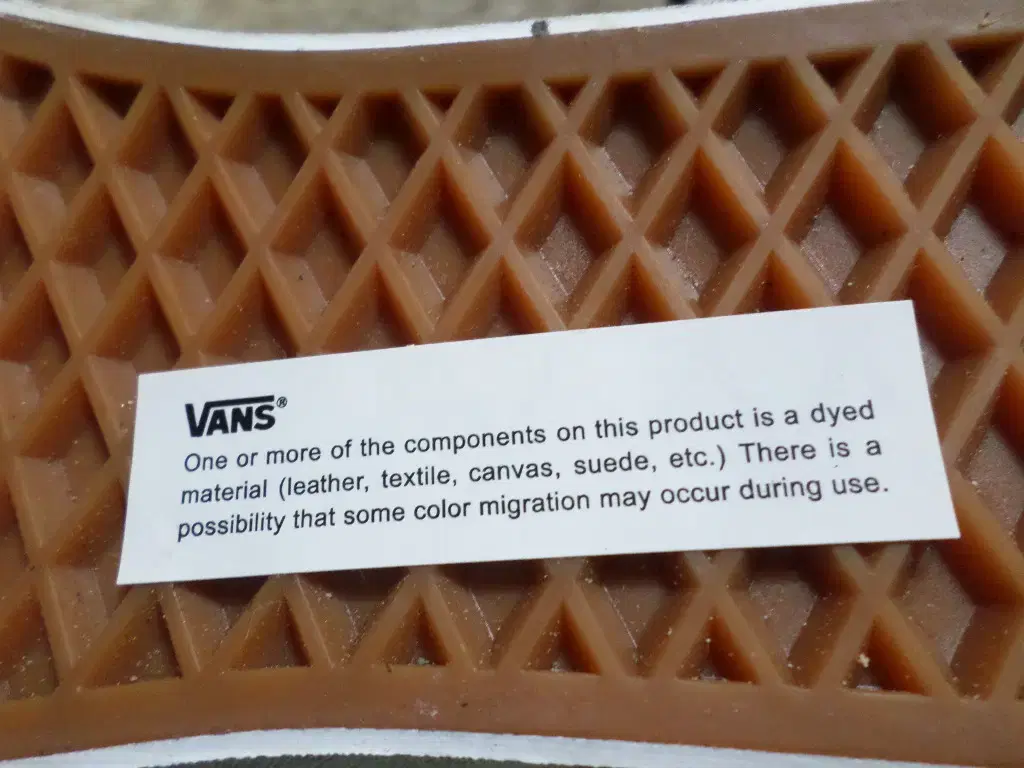 VANS®
One or more of the components on this product is a dyed
material (leather, textile, canvas, suede, etc.) There is a
possibility that some color migration may occur during use.